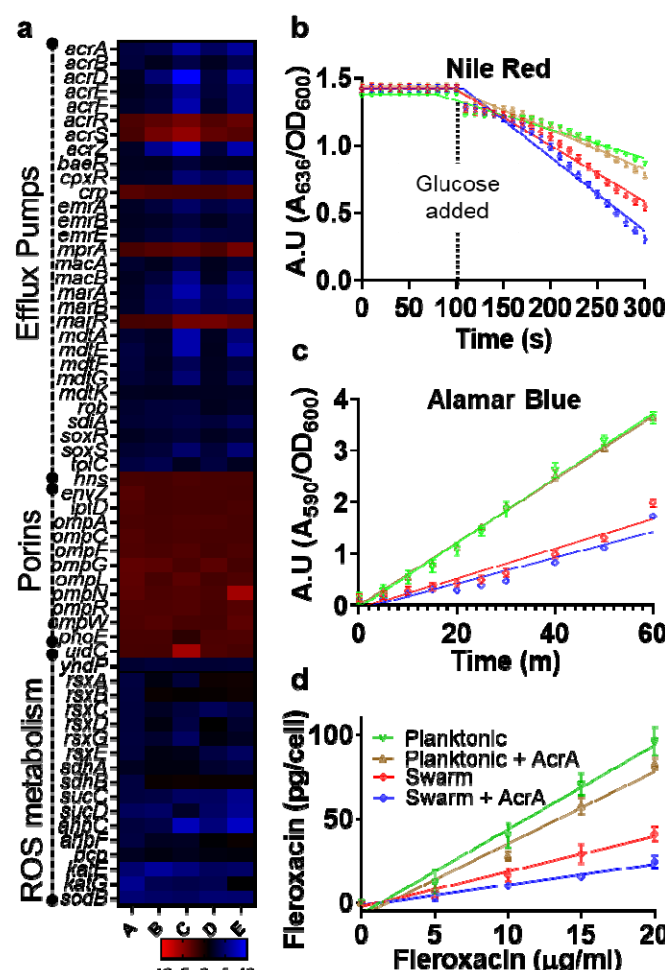 a
Efflux Pumps
Porins
ROS metabolism
acrA
acrB
acrD
acrE
acrF
acrR
acrS
acrZ
baeR
cpxR
crp
emrA
emrB
emrE
mprA
macA
macB
marA
marB
marR
mdtA
mdtE
mdtF
mdtG
mdtK
rob
sdiA
soxR
soxS
tolC
hns
envZ
lptD
ompA
ompC
ompF
ompG
ompL
ompN
ompR
ompW
phoE
uidC
yhdP
rsxA
rsxB
rsxC
rsxD
rsxG
rsxE
sdhA
sdhB
sucC
sucD
ahpC
ahpF
pcp
katE
katG
sodB
A B C D E
b
Nile Red
A.U (A636/OD600)
1.5
1.0
0.5
0.0
Glucose
added
0 50 100 150 200 250 300
Time (s)
c
Alamar Blue
A.U (A590/OD600)
4
3
2
1
0
0 20 40 60
Time (m)
d
Fleroxacin (pg/cell)
100
50
0
Planktonic
Planktonic + AcrA
Swarm
Swarm + AcrA
0 5 10 15 20
Fleroxacin (µg/ml)